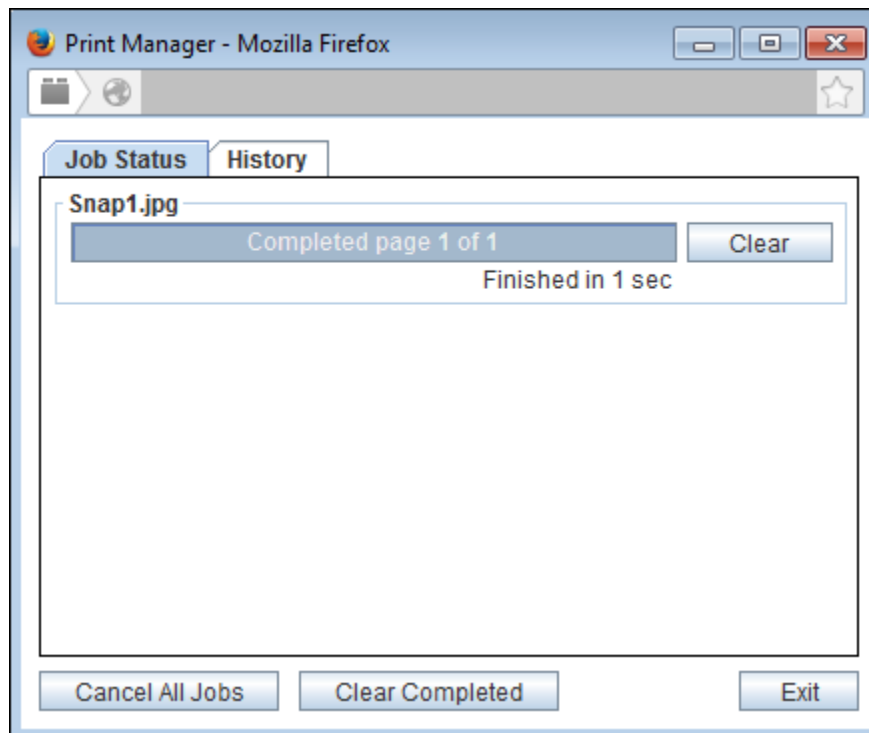 Print Manager - Mozilla Firefox
Job Status History
Snap1.jpg
Completed page 1 of 1 Clear
Finished in 1 sec
Cancel All Jobs Clear Completed Exit